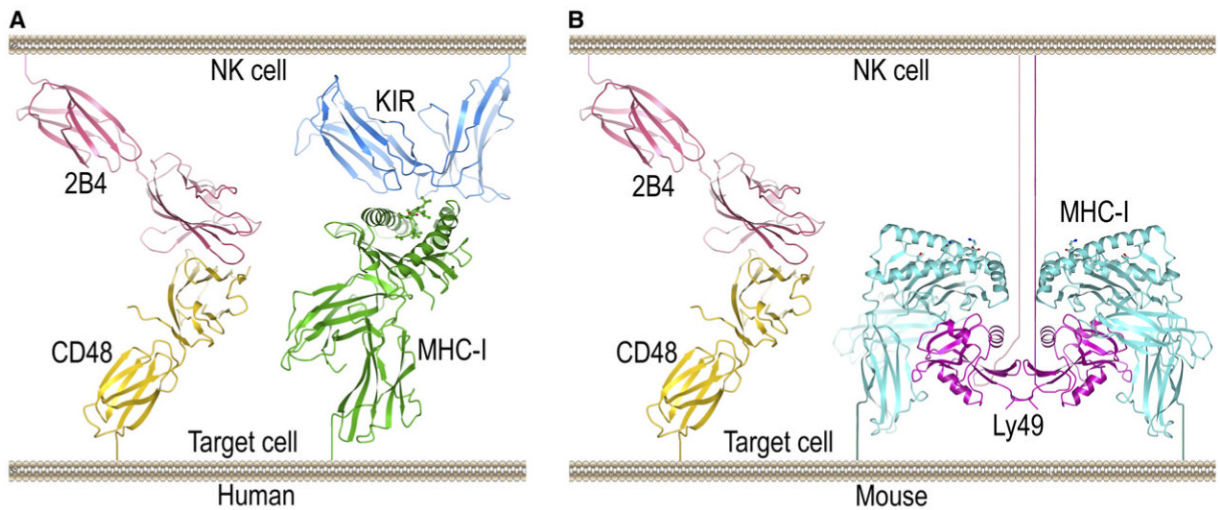 A
NK cell
KIR
2B4
CD48
MHC-I
Target cell
Human
B
NK cell
2B4
MHC-I
CD48
Ly49
Target cell
Mouse